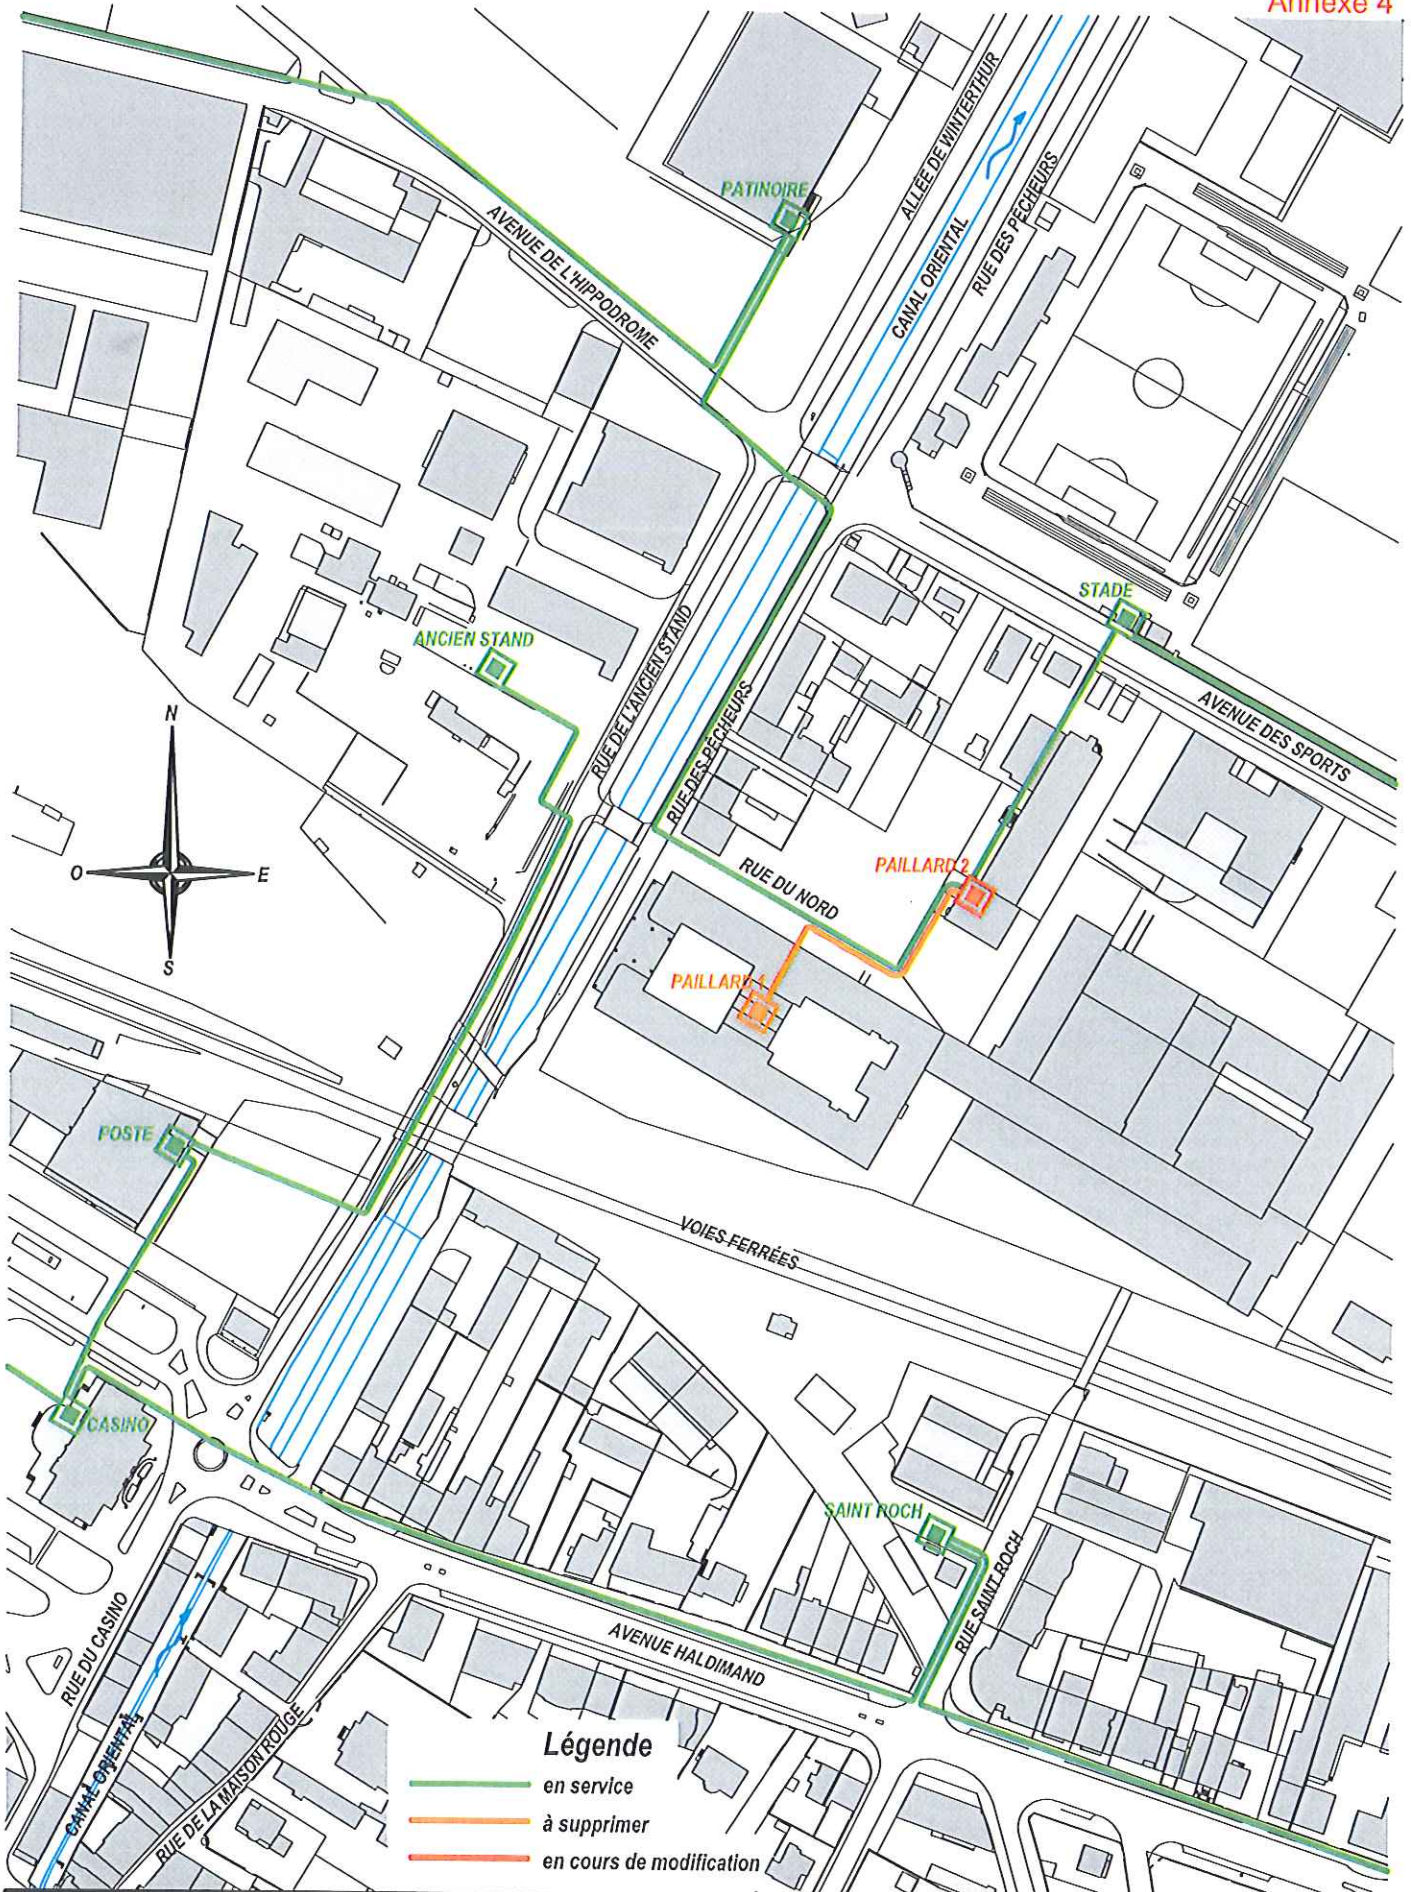 Annexe 4
ALLÉE DE WINTERTHUR
PATINOIRE
RUE DES PÊCHEURS
AVENUE DE L'HIPPODROME
CANAL ORIENTAL
STADE
ANCIEN STAND
RUE DE L'ANCIEN STAND
AVENUE DES SPORTS
RUE DES PÊCHEURS
N
O
E
S
PAILLARD 2
RUE DU NORD
PAILLARD 1
POSTE
VOIES FERRÉES
CASINO
SAINT ROCH
RUE SAINT ROCH
AVENUE HALDIMAND
RUE DU CASINO
CANAL ORIENTAL
RUE DE LA MAISON ROUGE
Légende
en service
à supprimer
en cours de modification